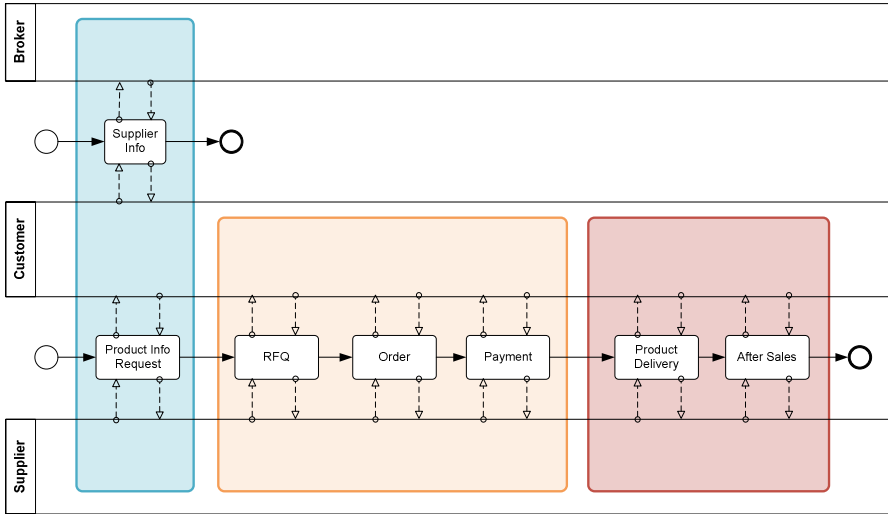 Broker
Supplier
Info
Customer
Product Info
Request
RFQ
Order
Payment
Product
Delivery
After Sales
Supplier